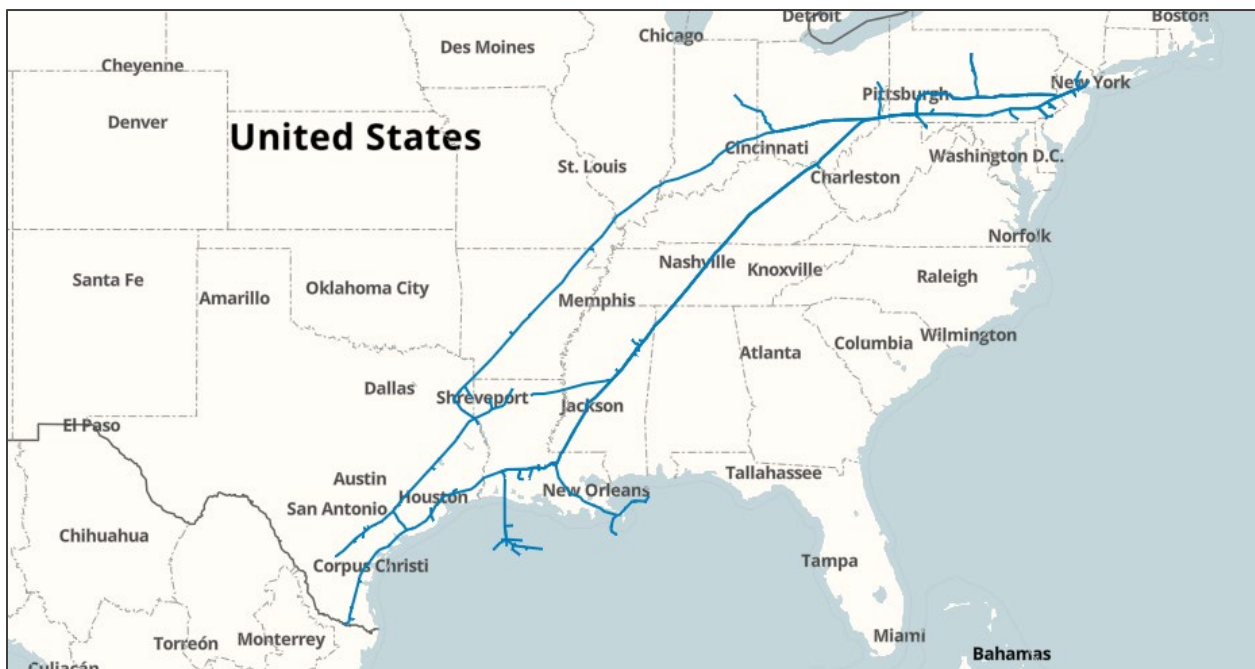 Detroit
Boston
Chicago
Des Moines
Cheyenne
New York
Pittsburgh
Denver
United States
Cincinnati
Washington D.C.
St. Louis
Charleston
Norfolk
Nashville
Knoxville
Raleigh
Santa Fe
Oklahoma City
Amarillo
Memphis
Wilmington
Columbia
Atlanta
Dallas
Shreveport
Jackson
El Paso
Tallahassee
Austin
New Orleans
Houston
San Antonio
Chihuahua
Tampa
Corpus Christi
Miami
Monterrey
Torreón
Bahamas
Culiacán